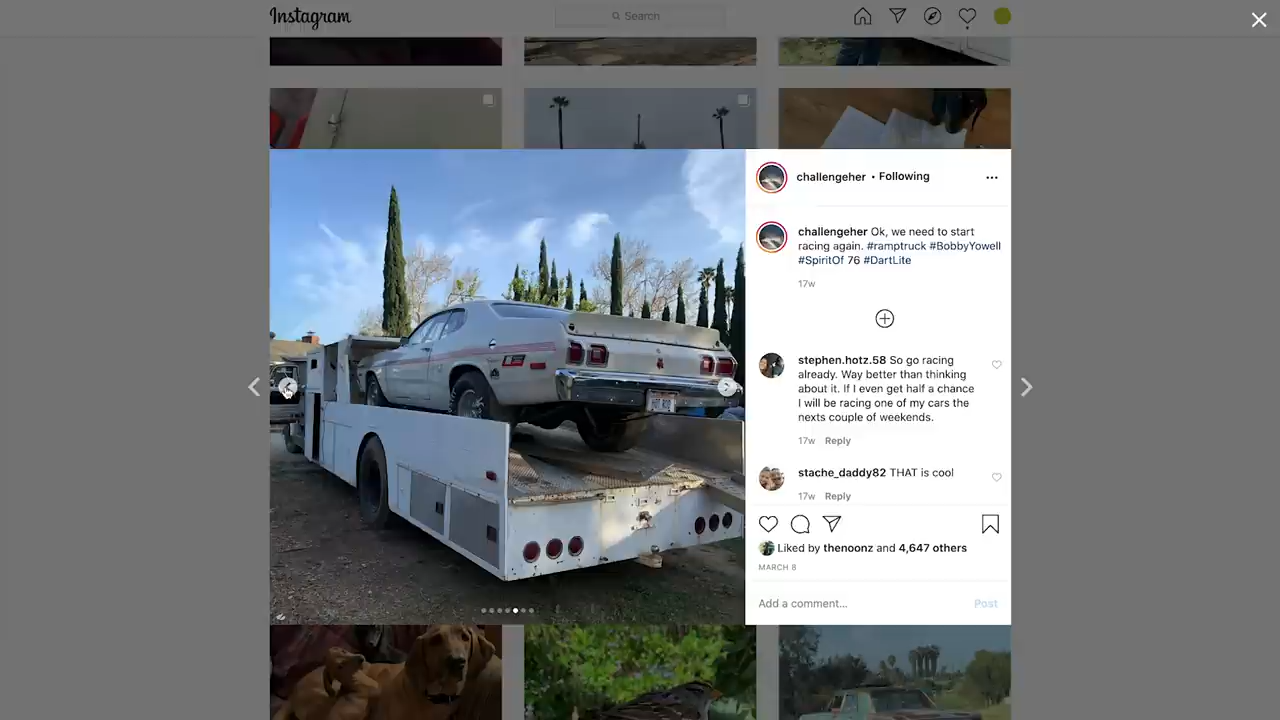 Instagram
Search
challengeher • Following
challengeher Ok, we need to start
racing again. #ramptruck #BobbyYowell
#SpiritOf 76 #DartLite
17w
stephen.hotz.58 So go racing
already. Way better than thinking
about it. If I even get half a chance
I will be racing one of my cars the
nexts couple of weekends.
17w Reply
stache_daddy82 THAT is cool
17w Reply
Liked by thenoonz and 4,647 others
MARCH 8
Add a comment... Post